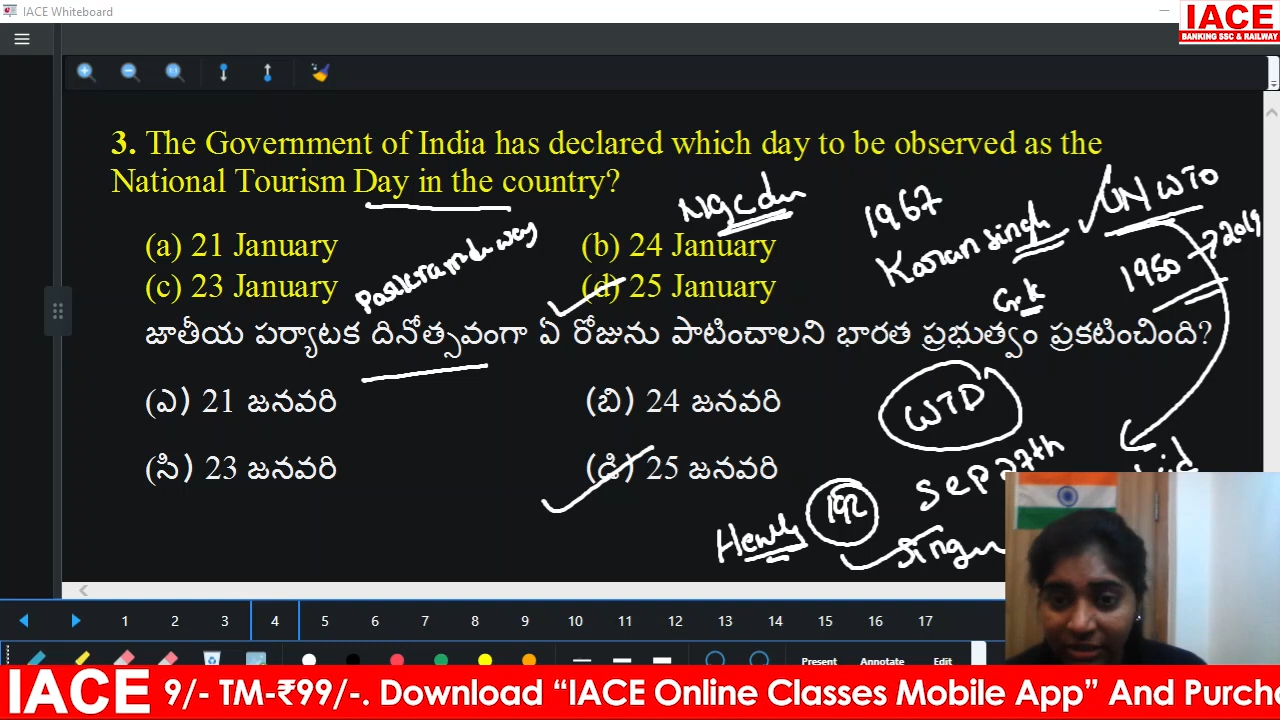 IACE Whiteboard
IACE
BANKING SSC & RAILWAY
3. The Government of India has declared which day to be observed as the
National Tourism Day in the country?
(a) 21 January
(b) 24 January
(c) 23 January
(d) 25 January
1967
Karan Singh
UNWTO
1980 → 2019
జాతీయ పర్యాటక దినోత్సవంగా ఏ రోజును పాటించాలని భారత ప్రభుత్వం ప్రకటించింది?
(ఎ) 21 జనవరి
(బి) 24 జనవరి
(సి) 23 జనవరి
(డి) 25 జనవరి
WTD
Sep 27th
192
1 2 3 4 5 6 7 8 9 10 11 12 13 14 15 16 17
Present Annotate Edit
IACE 9/- TM-₹99/-. Download “IACE Online Classes Mobile App” And Purcha